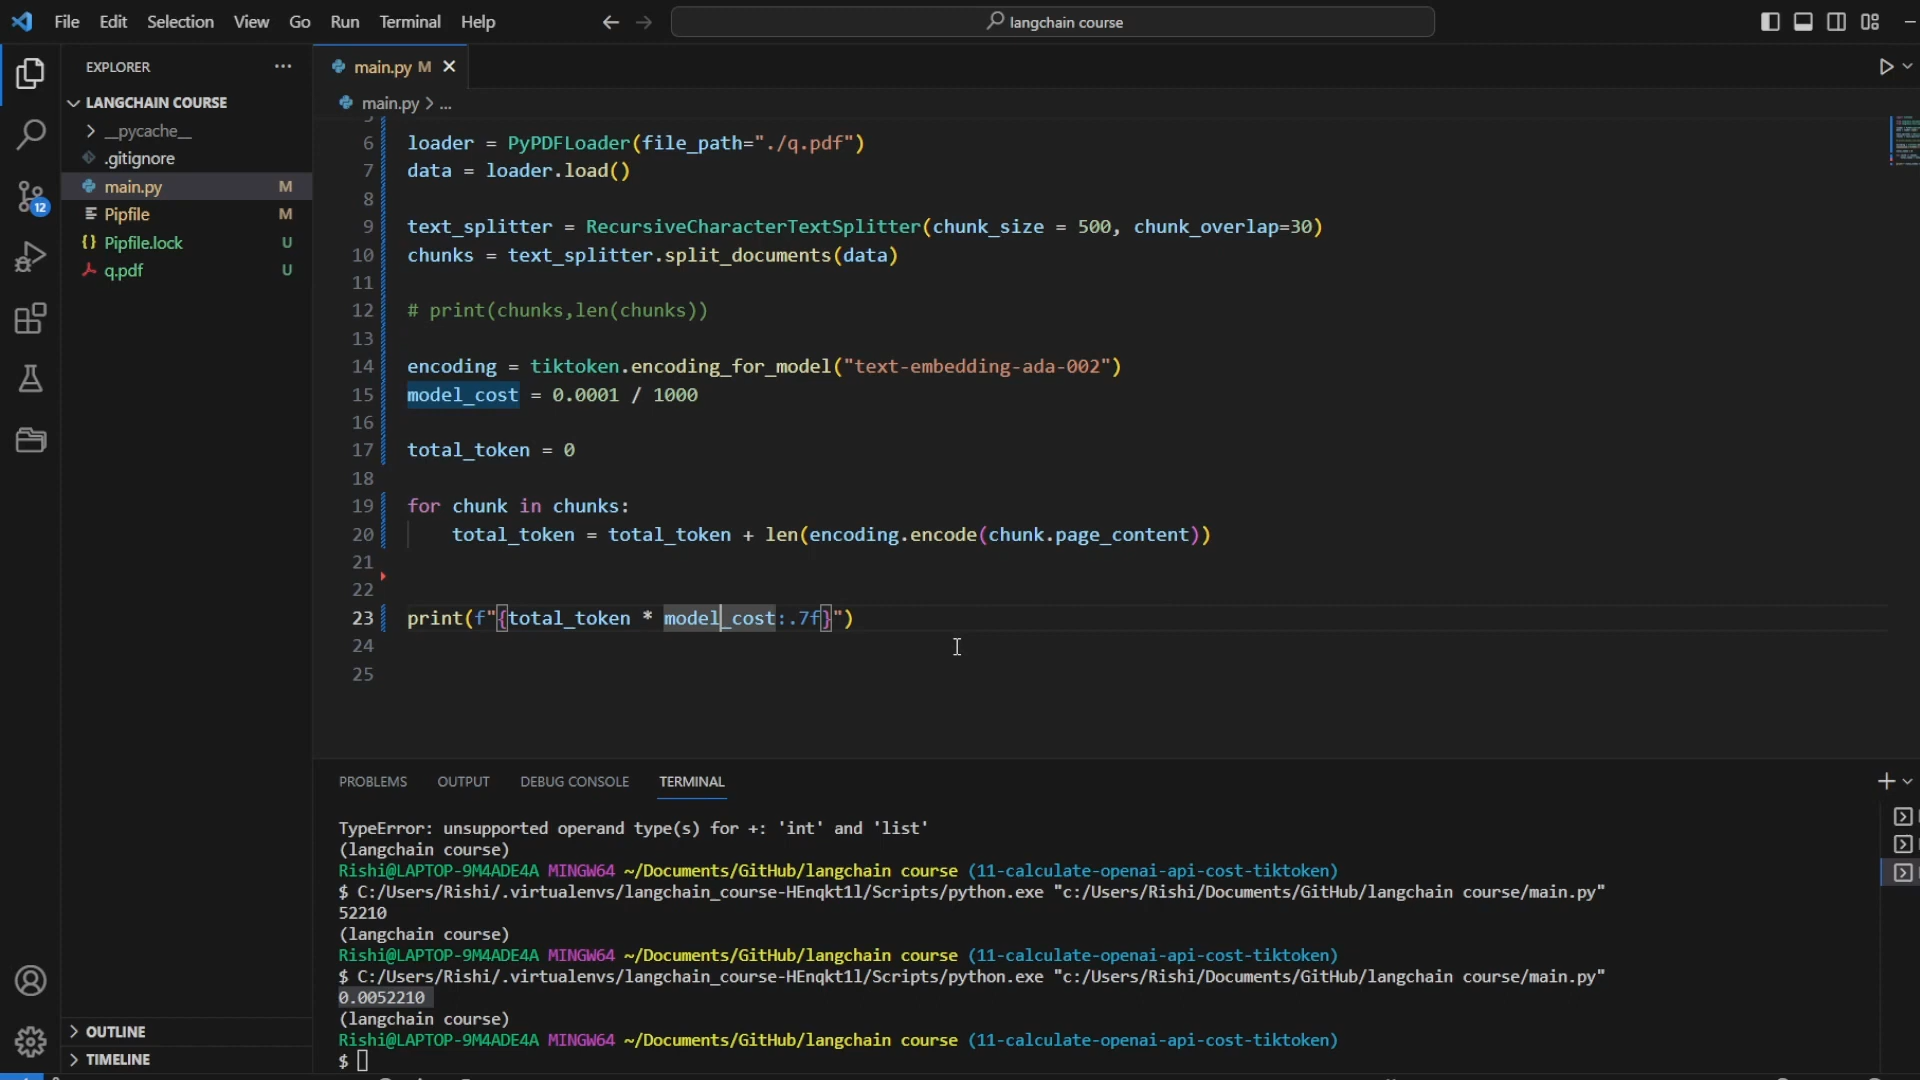 File Edit Selection View Go Run Terminal Help
langchain course
EXPLORER
LANGCHAIN COURSE
__pycache__
.gitignore
main.py M
Pipfile M
Pipfile.lock U
q.pdf U
12
OUTLINE
TIMELINE
main.py M
main.py > ...
6 loader = PyPDFLoader(file_path="./q.pdf")
7 data = loader.load()
8
9 text_splitter = RecursiveCharacterTextSplitter(chunk_size = 500, chunk_overlap=30)
10 chunks = text_splitter.split_documents(data)
11
12 # print(chunks,len(chunks))
13
14 encoding = tiktoken.encoding_for_model("text-embedding-ada-002")
15 model_cost = 0.0001 / 1000
16
17 total_token = 0
18
19 for chunk in chunks:
20 total_token = total_token + len(encoding.encode(chunk.page_content))
21
22
23 print(f"{total_token * model_cost:.7f}")
24
25
PROBLEMS OUTPUT DEBUG CONSOLE TERMINAL
TypeError: unsupported operand type(s) for +: 'int' and 'list'
(langchain course)
Rishi@LAPTOP-9M4ADE4A MINGW64 ~/Documents/GitHub/langchain course (11-calculate-openai-api-cost-tiktoken)
$ C:/Users/Rishi/.virtualenvs/langchain_course-HEnqkt1l/Scripts/python.exe "c:/Users/Rishi/Documents/GitHub/langchain course/main.py"
52210
(langchain course)
Rishi@LAPTOP-9M4ADE4A MINGW64 ~/Documents/GitHub/langchain course (11-calculate-openai-api-cost-tiktoken)
$ C:/Users/Rishi/.virtualenvs/langchain_course-HEnqkt1l/Scripts/python.exe "c:/Users/Rishi/Documents/GitHub/langchain course/main.py"
0.0052210
(langchain course)
Rishi@LAPTOP-9M4ADE4A MINGW64 ~/Documents/GitHub/langchain course (11-calculate-openai-api-cost-tiktoken)
$